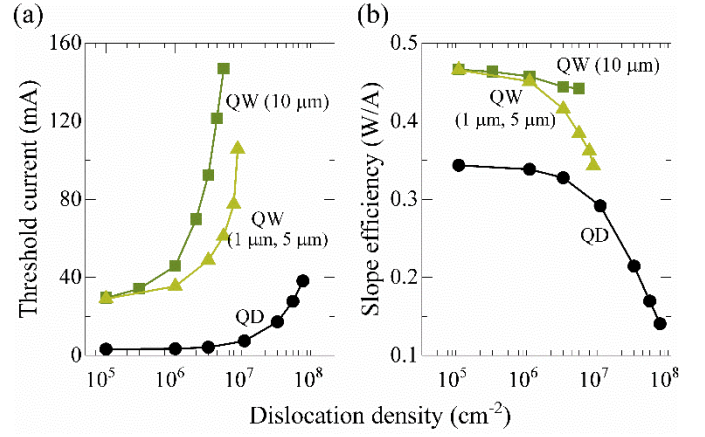 (a)
160
120
80
40
0
Threshold current (mA)
QW (10 μm)
QW
(1 μm, 5 μm)
QD
10⁵
10⁶
10⁷
10⁸
(b)
0.5
0.4
0.3
0.2
0.1
Slope efficiency (W/A)
QW (10 μm)
QW
(1 μm, 5 μm)
QD
10⁵
10⁶
10⁷
10⁸
Dislocation density (cm⁻²)